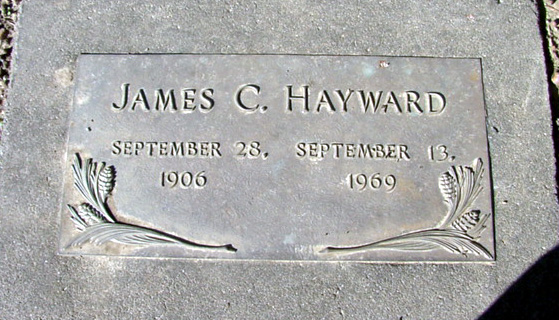 JAMES C. HAYWARD
SEPTEMBER 28, SEPTEMBER 13,
1906 1969